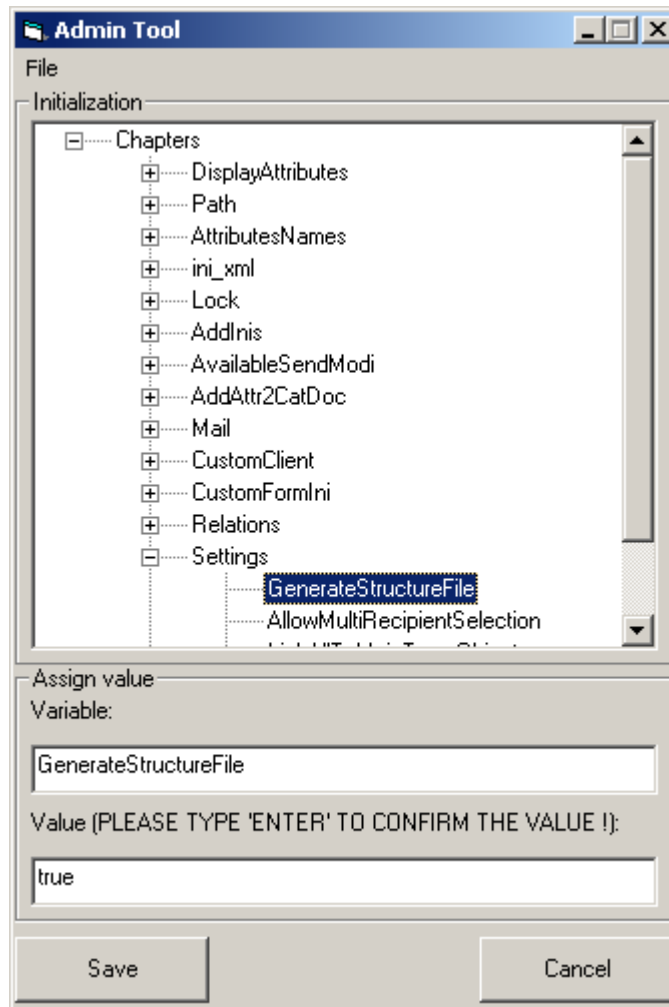 Admin Tool
File
Initialization
Chapters
DisplayAttributes
Path
AttributesNames
ini_xml
Lock
AddInis
AvailableSendModi
AddAttr2CatDoc
Mail
CustomClient
CustomFormIni
Relations
Settings
GenerateStructureFile
AllowMultiRecipientSelection
Assign value
Variable:
GenerateStructureFile
Value (PLEASE TYPE 'ENTER' TO CONFIRM THE VALUE !):
true
Save Cancel